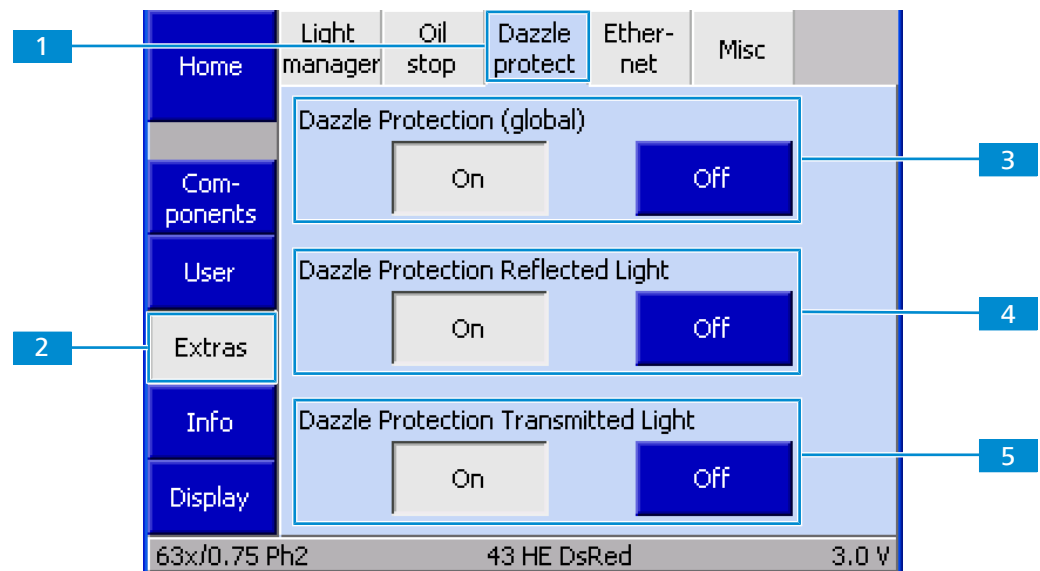 1
Home
Light
manager
Oil
stop
Dazzle
protect
Ether-
net
Misc
Dazzle Protection (global)
On
Off
3
Com-
ponents
User
Dazzle Protection Reflected Light
On
Off
4
2
Extras
Info
Dazzle Protection Transmitted Light
On
Off
5
Display
63x/0.75 Ph2
43 HE DsRed
3.0 V